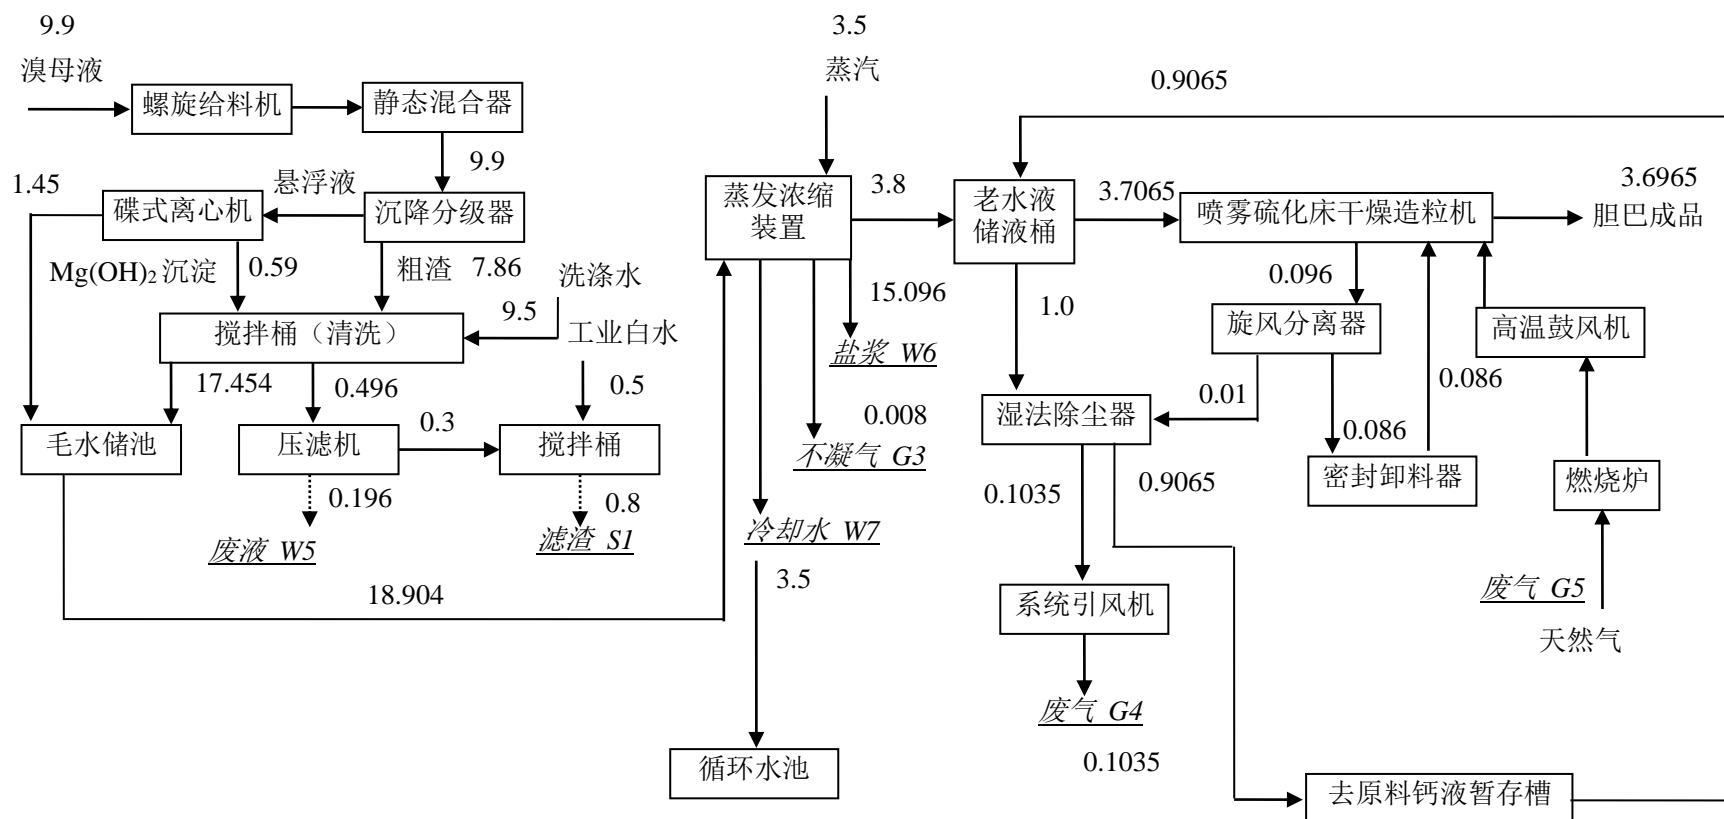 9.9
溴母液
螺旋给料机
静态混合器
9.9
1.45
悬浮液
碟式离心机
沉降分级器
Mg(OH)₂沉淀
0.59
粗渣
7.86
洗涤水
9.5
搅拌桶（清洗）
工业白水
17.454
0.496
0.5
毛水储池
压滤机
0.3
搅拌桶
0.196
0.8
废液 W5
滤渣 S1
18.904
3.5
蒸汽
蒸发浓缩
装置
3.8
15.096
盐浆 W6
0.008
不凝气 G3
冷却水 W7
3.5
循环水池
0.9065
老水液
储液桶
3.7065
喷雾硫化床干燥造粒机
3.6965
胆巴成品
0.096
1.0
旋风分离器
高温鼓风机
0.01
0.086
湿法除尘器
0.086
密封卸料器
燃烧炉
0.1035
0.9065
系统引风机
废气 G5
天然气
废气 G4
0.1035
去原料钙液暂存槽